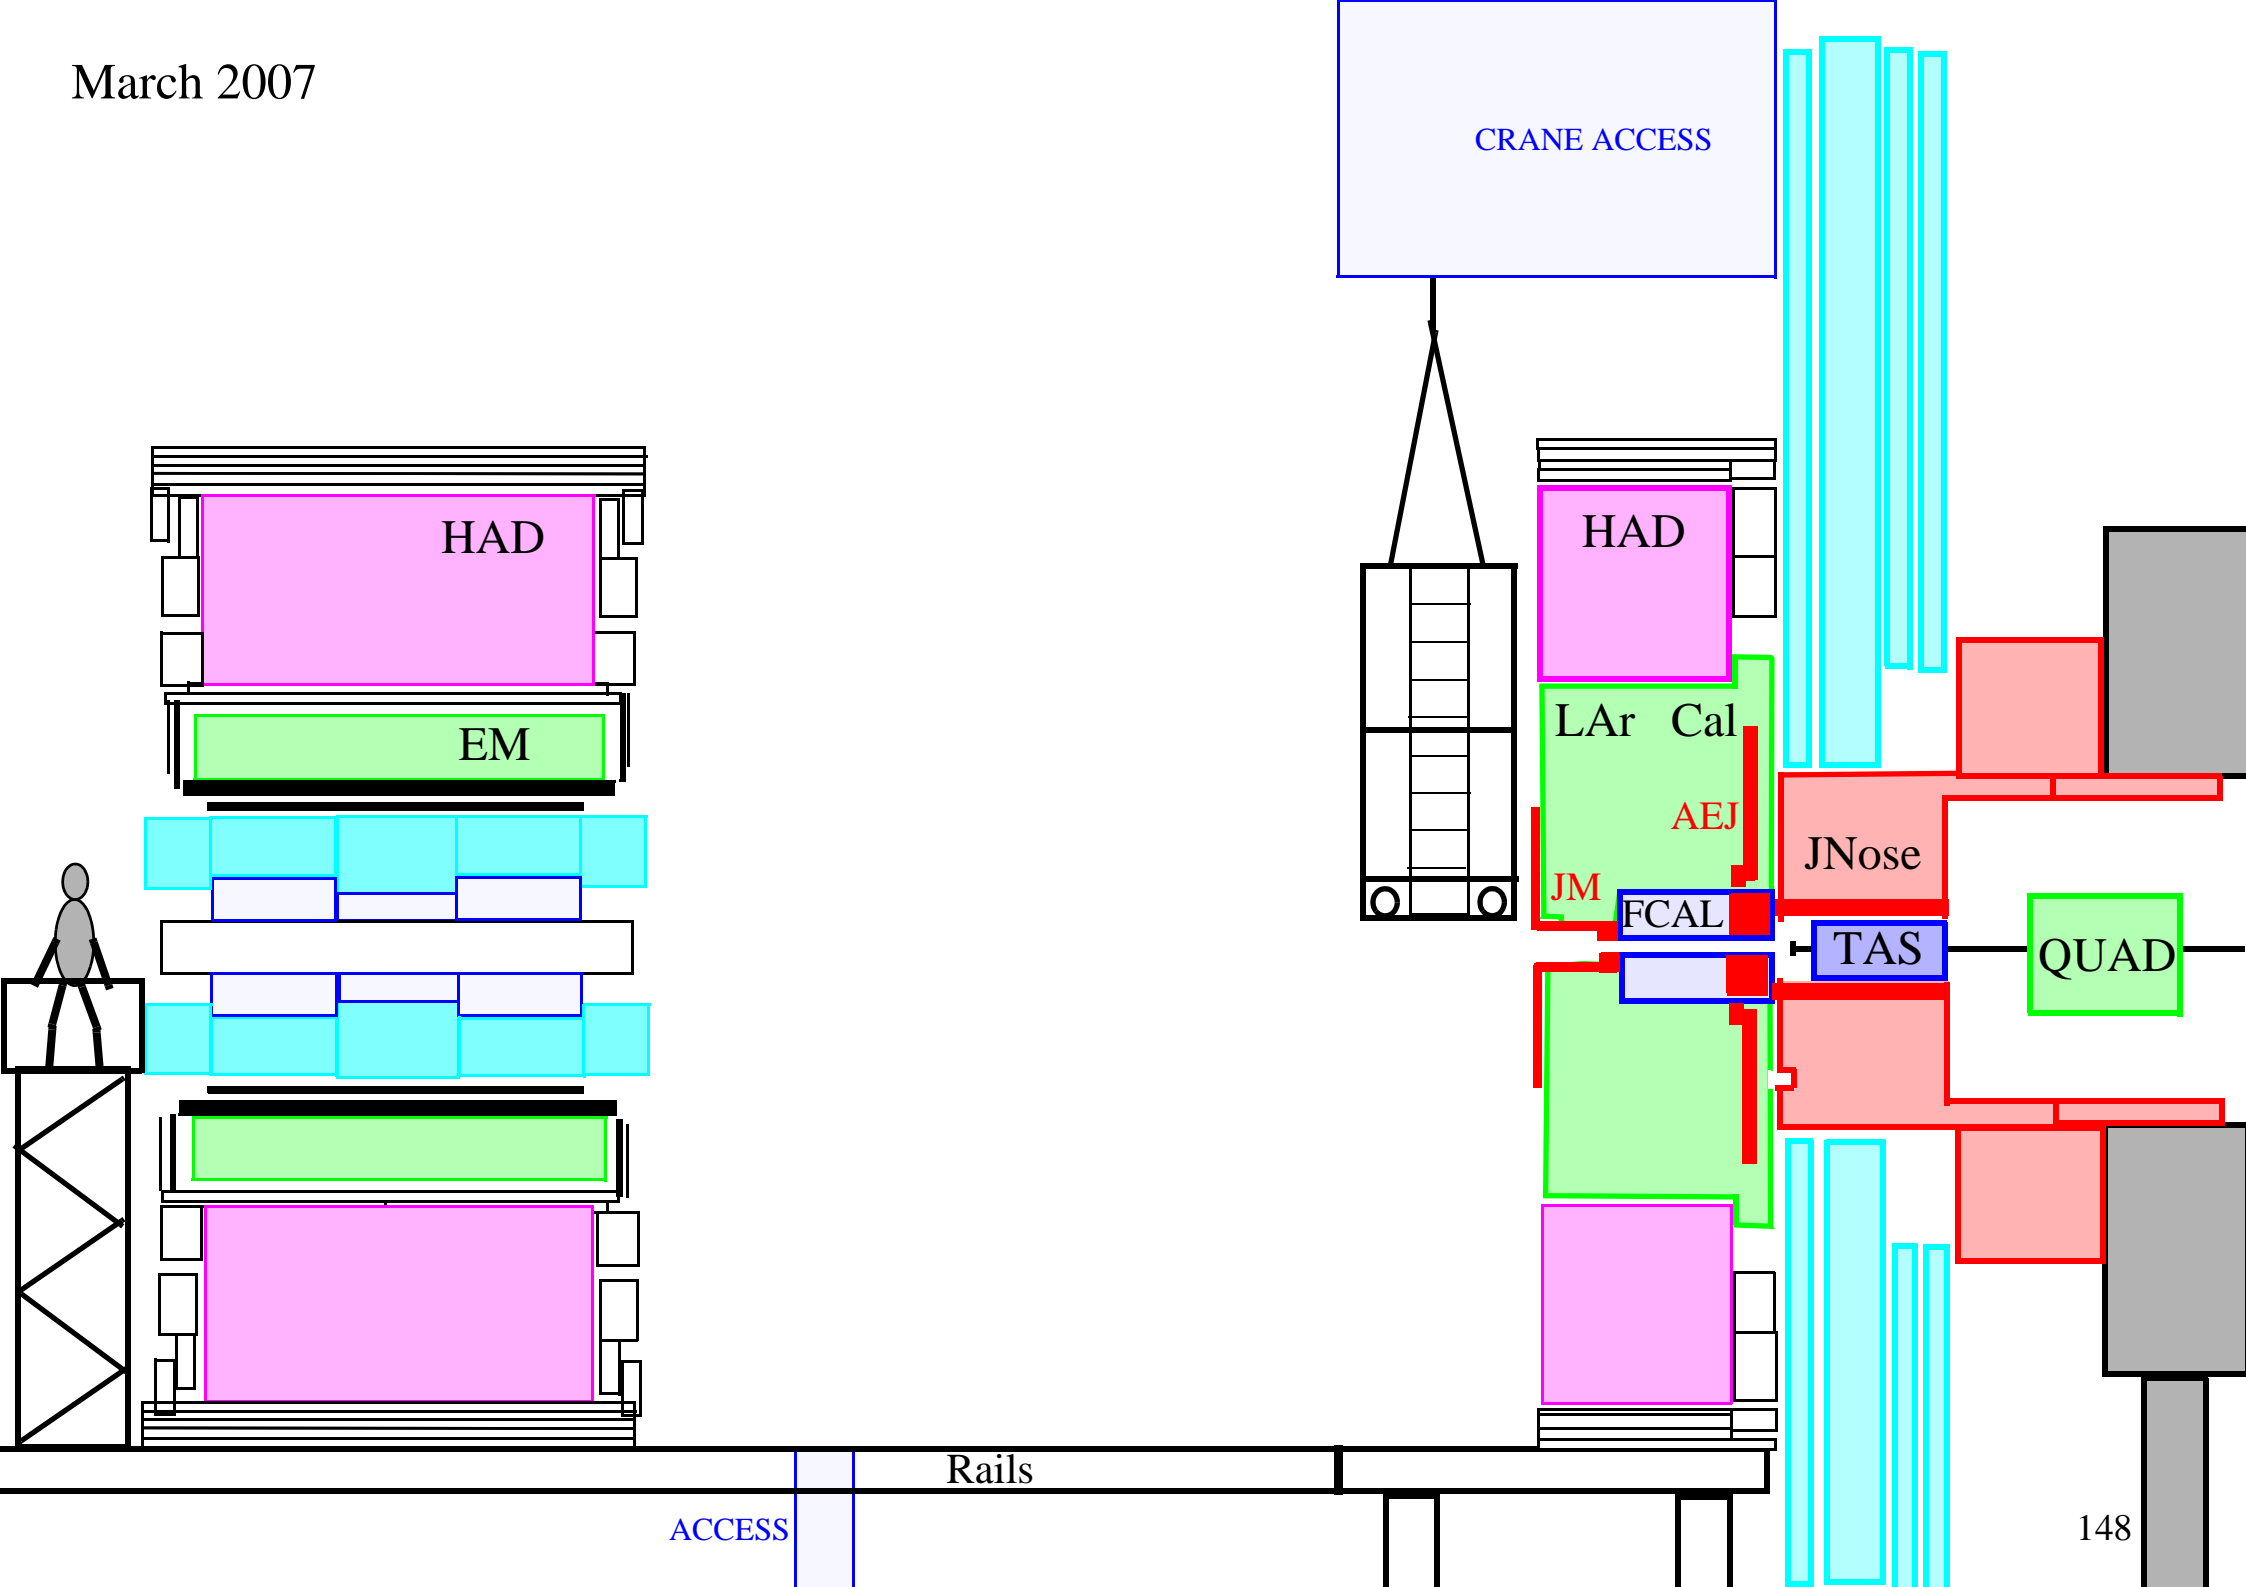 March 2007
CRANE ACCESS
HAD
HAD
EM
LAr Cal
AEJ
JNose
JM
FCAL
TAS
QUAD
Rails
ACCESS
148